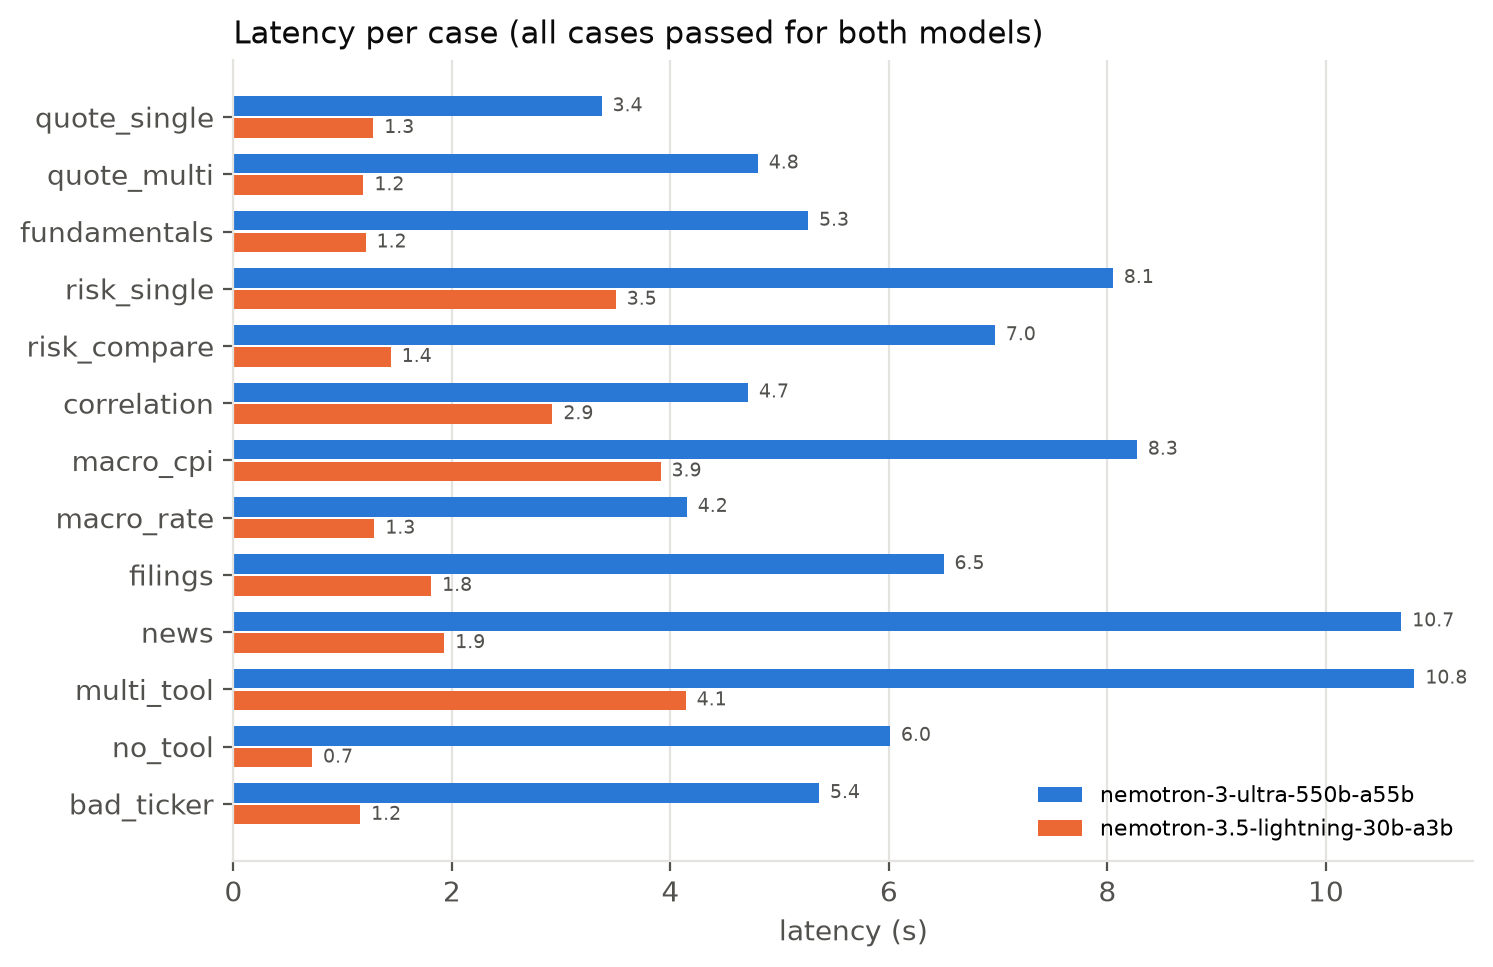 Latency per case (all cases passed for both models)
quote_single
3.4
1.3
quote_multi
4.8
1.2
fundamentals
5.3
1.2
risk_single
8.1
3.5
risk_compare
7.0
1.4
correlation
4.7
2.9
macro_cpi
8.3
3.9
macro_rate
4.2
1.3
filings
6.5
1.8
news
10.7
1.9
multi_tool
10.8
4.1
no_tool
6.0
0.7
bad_ticker
5.4
1.2
nemotron-3-ultra-550b-a55b
nemotron-3.5-lightning-30b-a3b
0 2 4 6 8 10
latency (s)